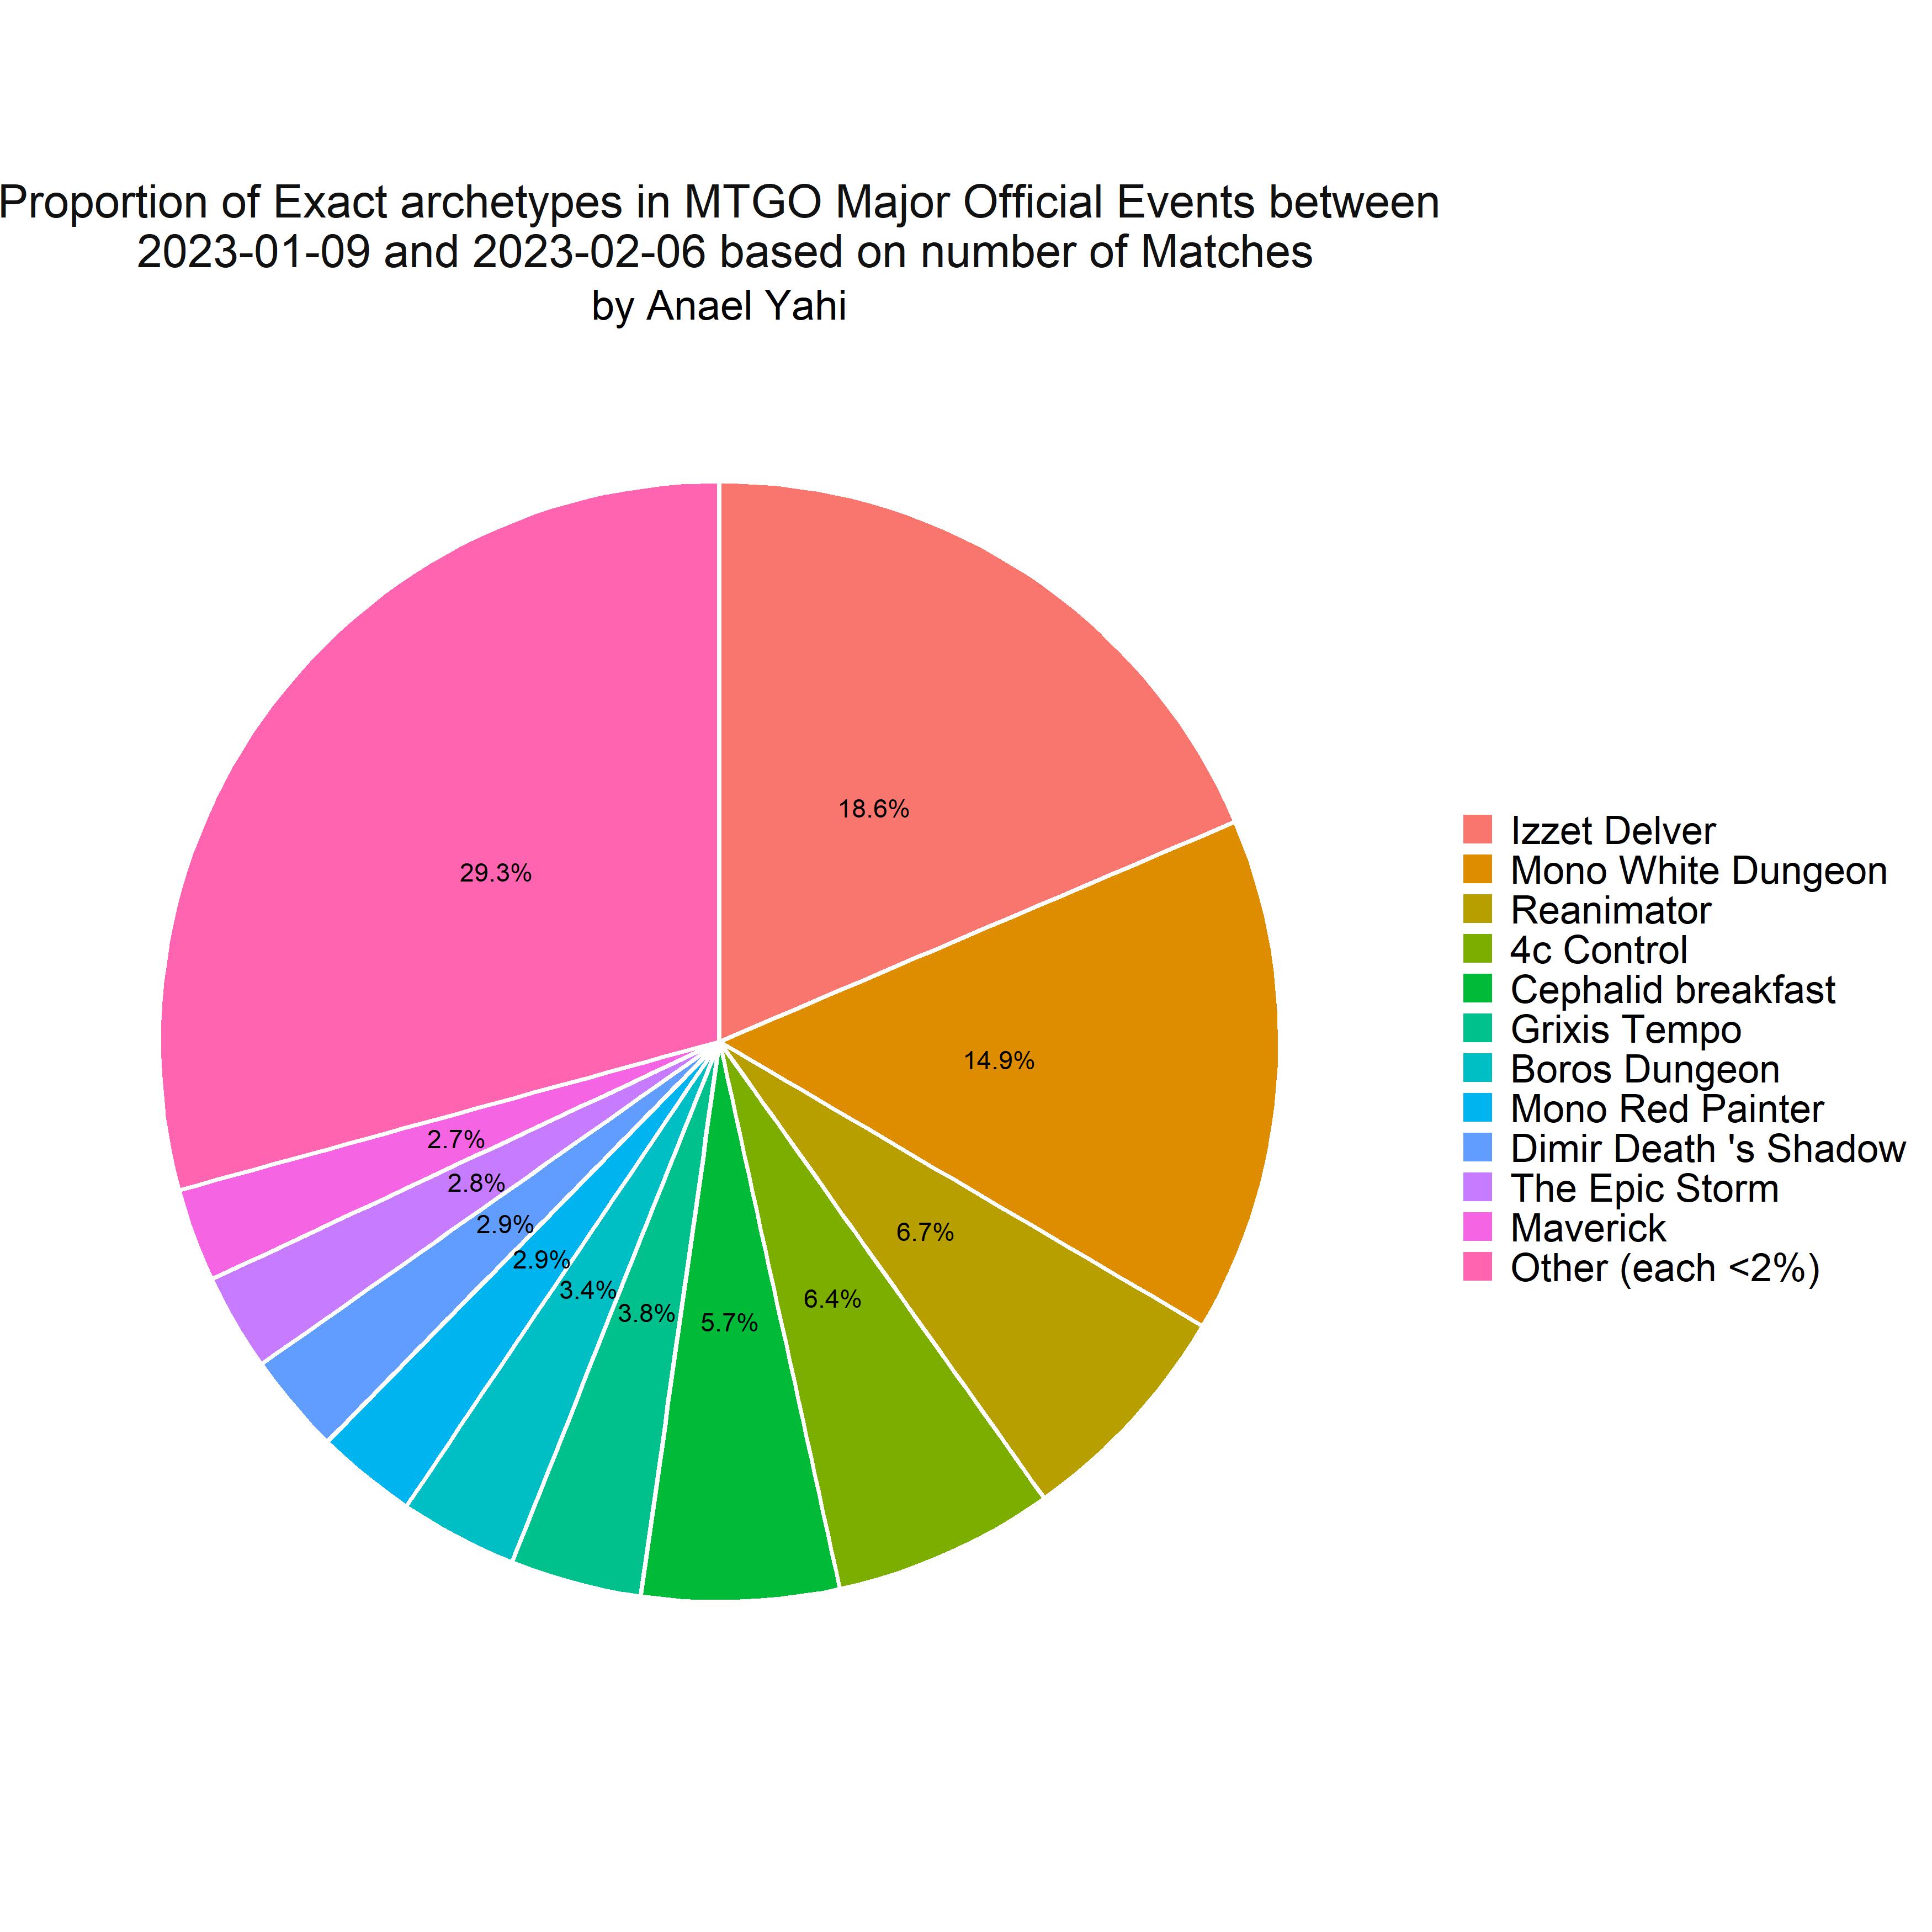 Proportion of Exact archetypes in MTGO Major Official Events between
2023-01-09 and 2023-02-06 based on number of Matches
by Anael Yahi
18.6%
29.3%
14.9%
2.7%
2.8%
2.9%
2.9%
3.4%
3.8%
5.7%
6.4%
6.7%
Izzet Delver
Mono White Dungeon
Reanimator
4c Control
Cephalid breakfast
Grixis Tempo
Boros Dungeon
Mono Red Painter
Dimir Death 's Shadow
The Epic Storm
Maverick
Other (each <2%)